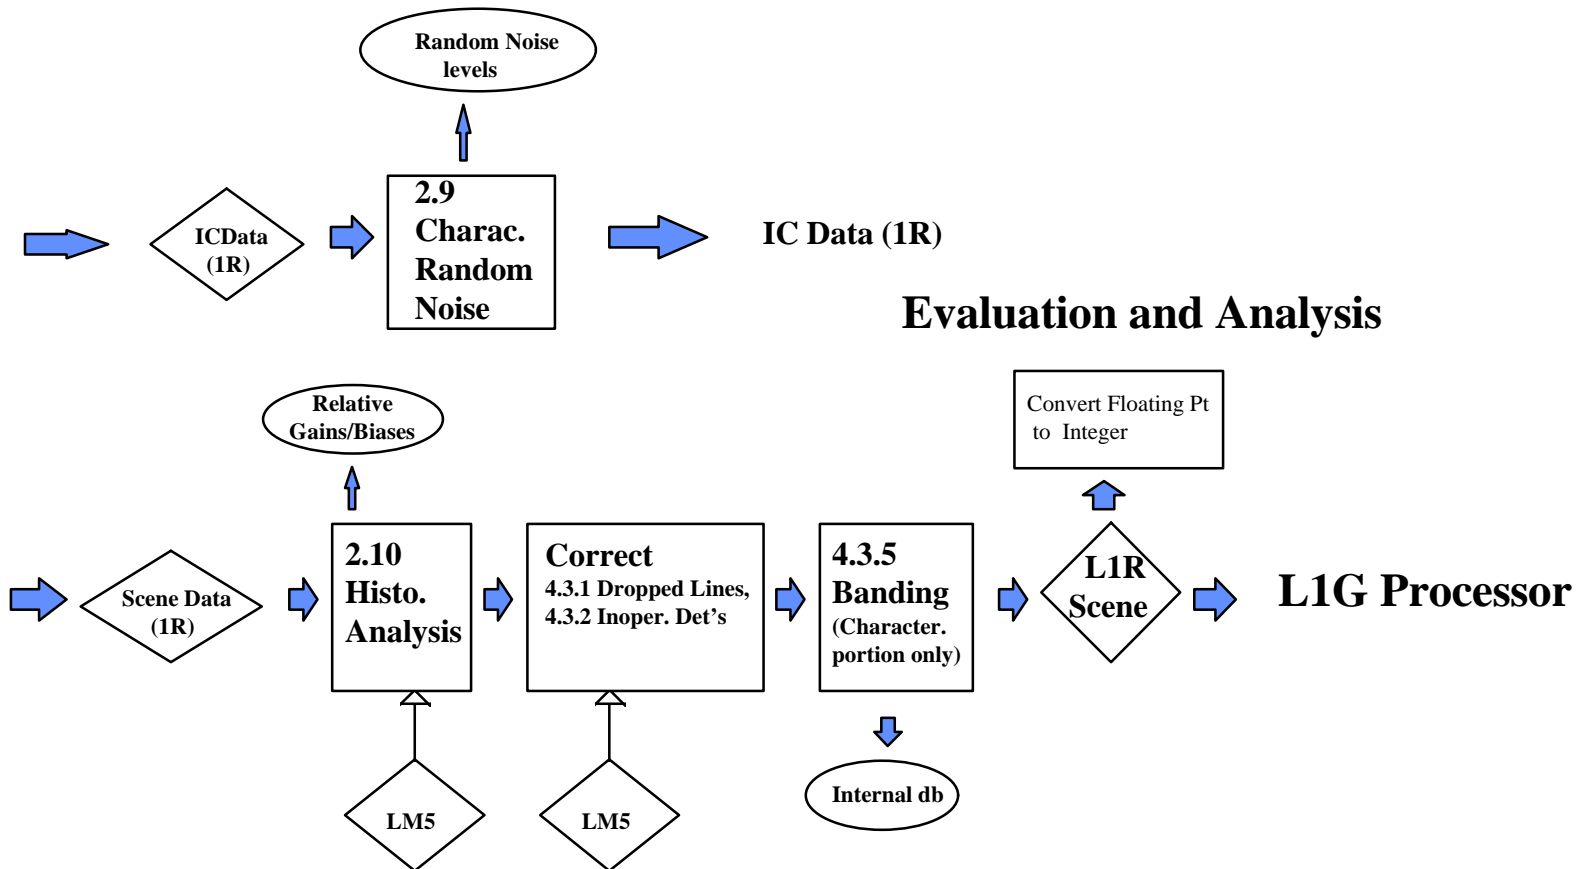 Random Noise
levels
ICData
(1R)
2.9
Charac.
Random
Noise
IC Data (1R)
Evaluation and Analysis
Relative
Gains/Biases
Convert Floating Pt
to Integer
Scene Data
(1R)
2.10
Histo.
Analysis
Correct
4.3.1 Dropped Lines,
4.3.2 Inoper. Det’s
4.3.5
Banding
(Character.
portion only)
L1R
Scene
L1G Processor
LM5
LM5
Internal db